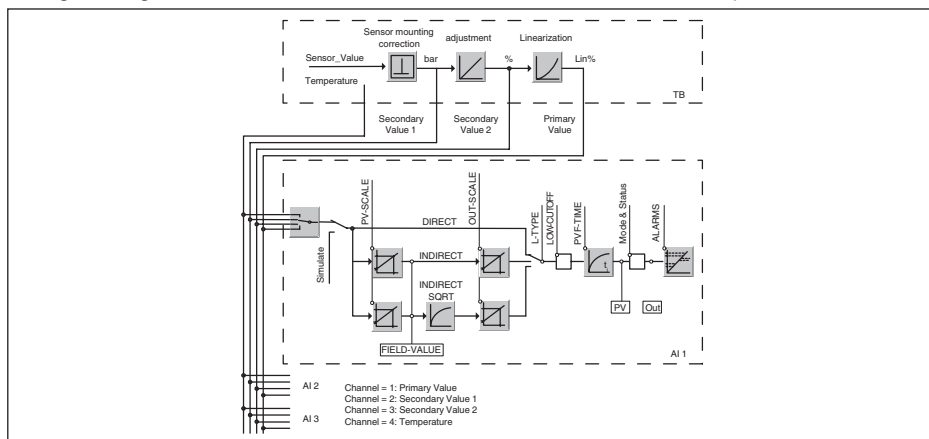 Sensor mounting
correction
adjustment
Linearization
Sensor_Value
bar
%
Lin%
Temperature
TB
Secondary
Value 1
Secondary
Value 2
Primary
Value
PV-SCALE
OUT-SCALE
L-TYPE
LOW-CUTOFF
PV F-TIME
Mode & Status
ALARMS
Simulate
DIRECT
INDIRECT
INDIRECT
SQRT
PV
Out
FIELD-VALUE
AI 1
AI 2
AI 3
Channel = 1: Primary Value
Channel = 2: Secondary Value 1
Channel = 3: Secondary Value 2
Channel = 4: Temperature